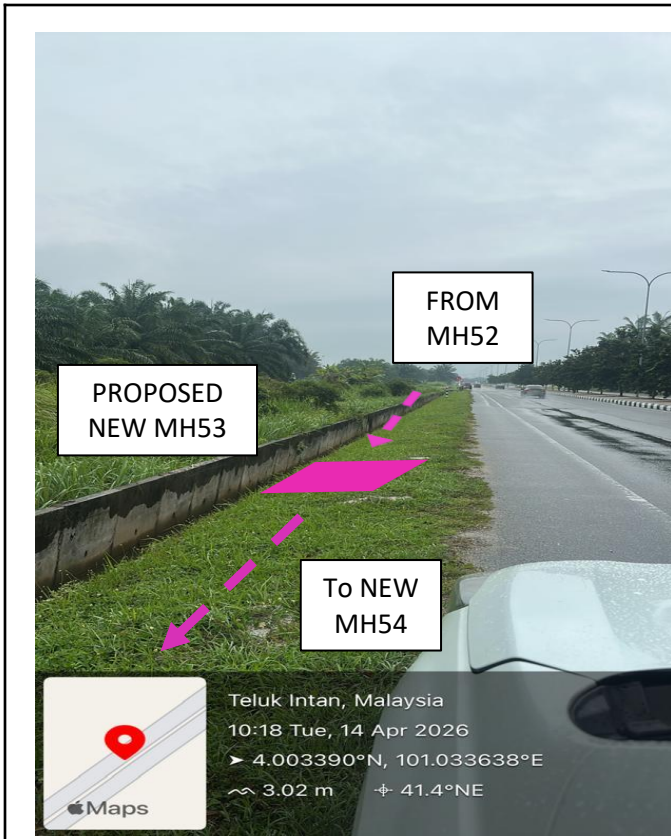 FROM
MH52
PROPOSED
NEW MH53
To NEW
MH54
Teluk Intan, Malaysia
10:18 Tue, 14 Apr 2026
4.003390°N, 101.033638°E
3.02 m 41.4°NE
Maps